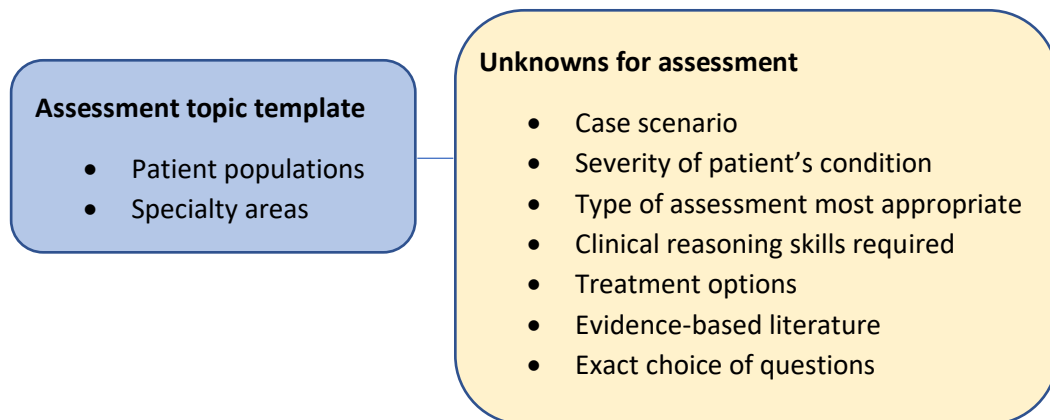 Assessment topic template
• Patient populations
• Specialty areas
Unknowns for assessment
• Case scenario
• Severity of patient’s condition
• Type of assessment most appropriate
• Clinical reasoning skills required
• Treatment options
• Evidence-based literature
• Exact choice of questions